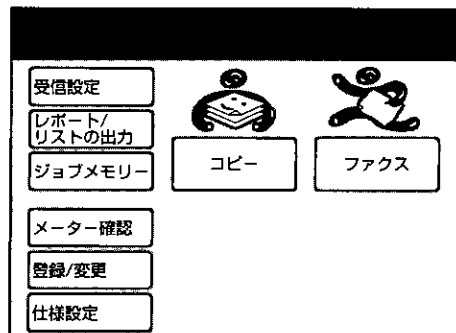 受信設定
レポート/
リストの出力
ジョブメモリー
コピー
ファクス
メーター確認
登録/変更
仕様設定